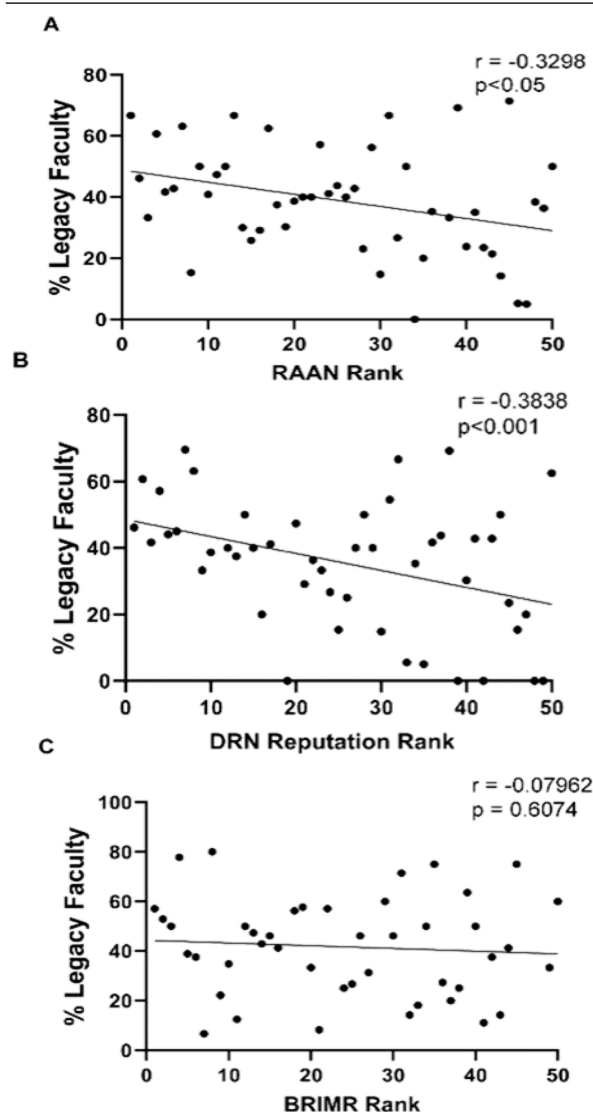 A
r = -0.3298
p<0.05
80
60
40
20
0
% Legacy Faculty
0 10 20 30 40 50
RAAN Rank
B
r = -0.3838
p<0.001
80
60
40
20
0
% Legacy Faculty
0 10 20 30 40 50
DRN Reputation Rank
C
r = -0.07962
p = 0.6074
100
80
60
40
20
0
% Legacy Faculty
0 10 20 30 40 50
BRIMR Rank